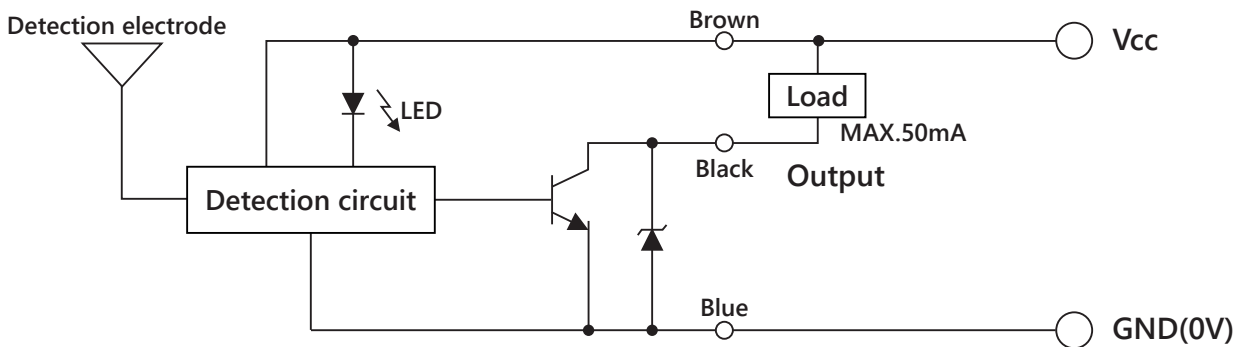 Detection electrode
Brown
Vcc
LED
Load
MAX.50mA
Black
Output
Detection circuit
Blue
GND(0V)